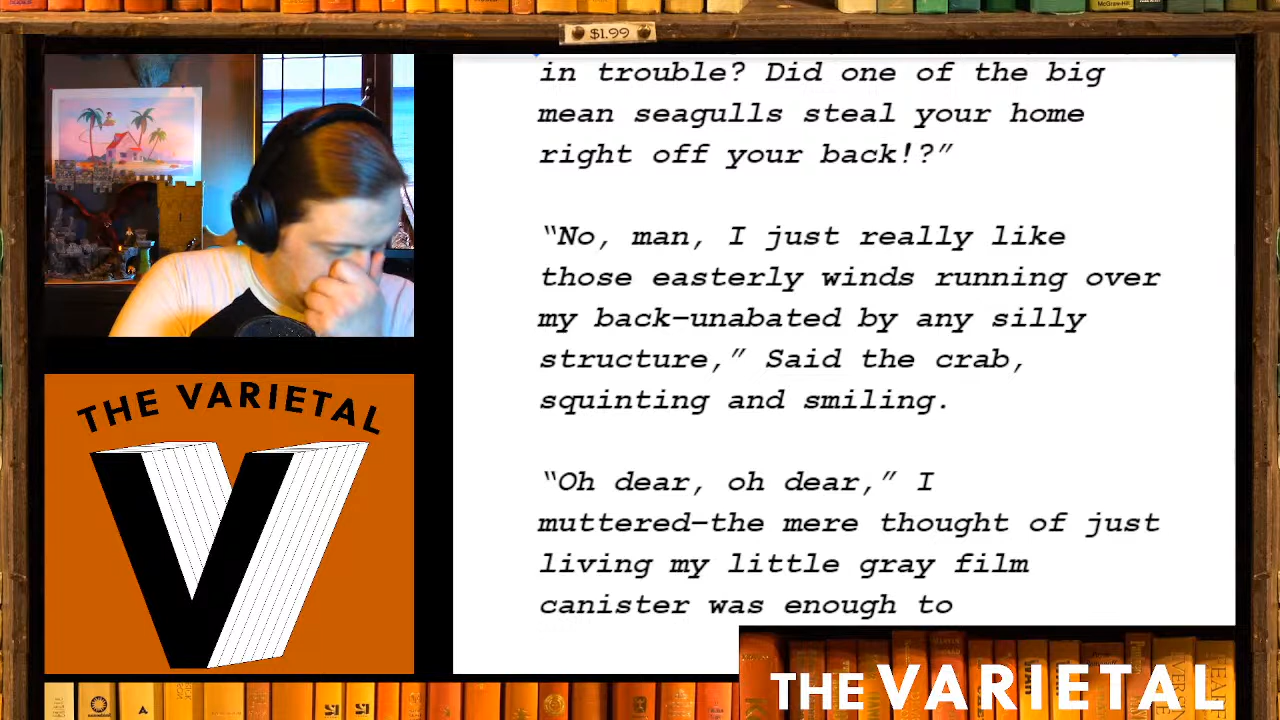 $1.99
McGraw-Hill
in trouble? Did one of the big
mean seagulls steal your home
right off your back!?”
“No, man, I just really like
those easterly winds running over
my back-unabated by any silly
structure,” Said the crab,
squinting and smiling.
“Oh dear, oh dear,” I
muttered-the mere thought of just
living my little gray film
canister was enough to
THE VARIETAL
THE VARIETAL